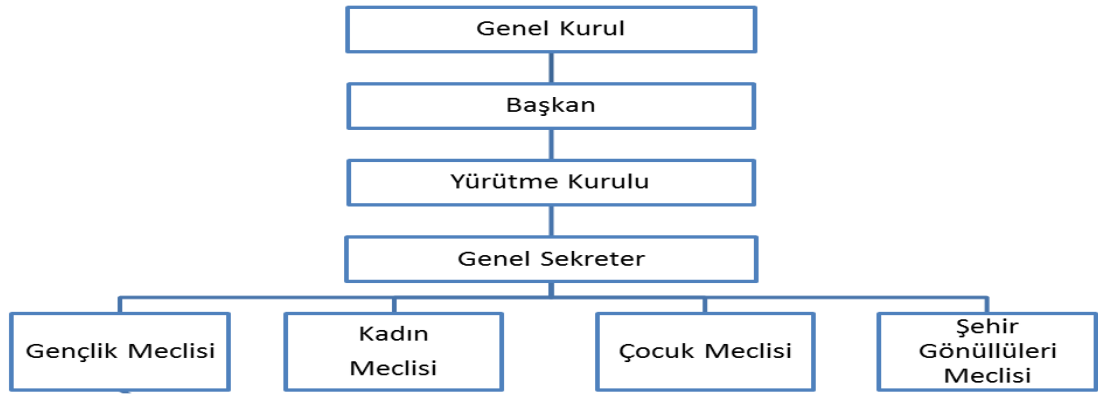 Genel Kurul
Başkan
Yürütme Kurulu
Genel Sekreter
Gençlik Meclisi
Kadın
Meclisi
Çocuk Meclisi
Şehir
Gönüllüleri
Meclisi